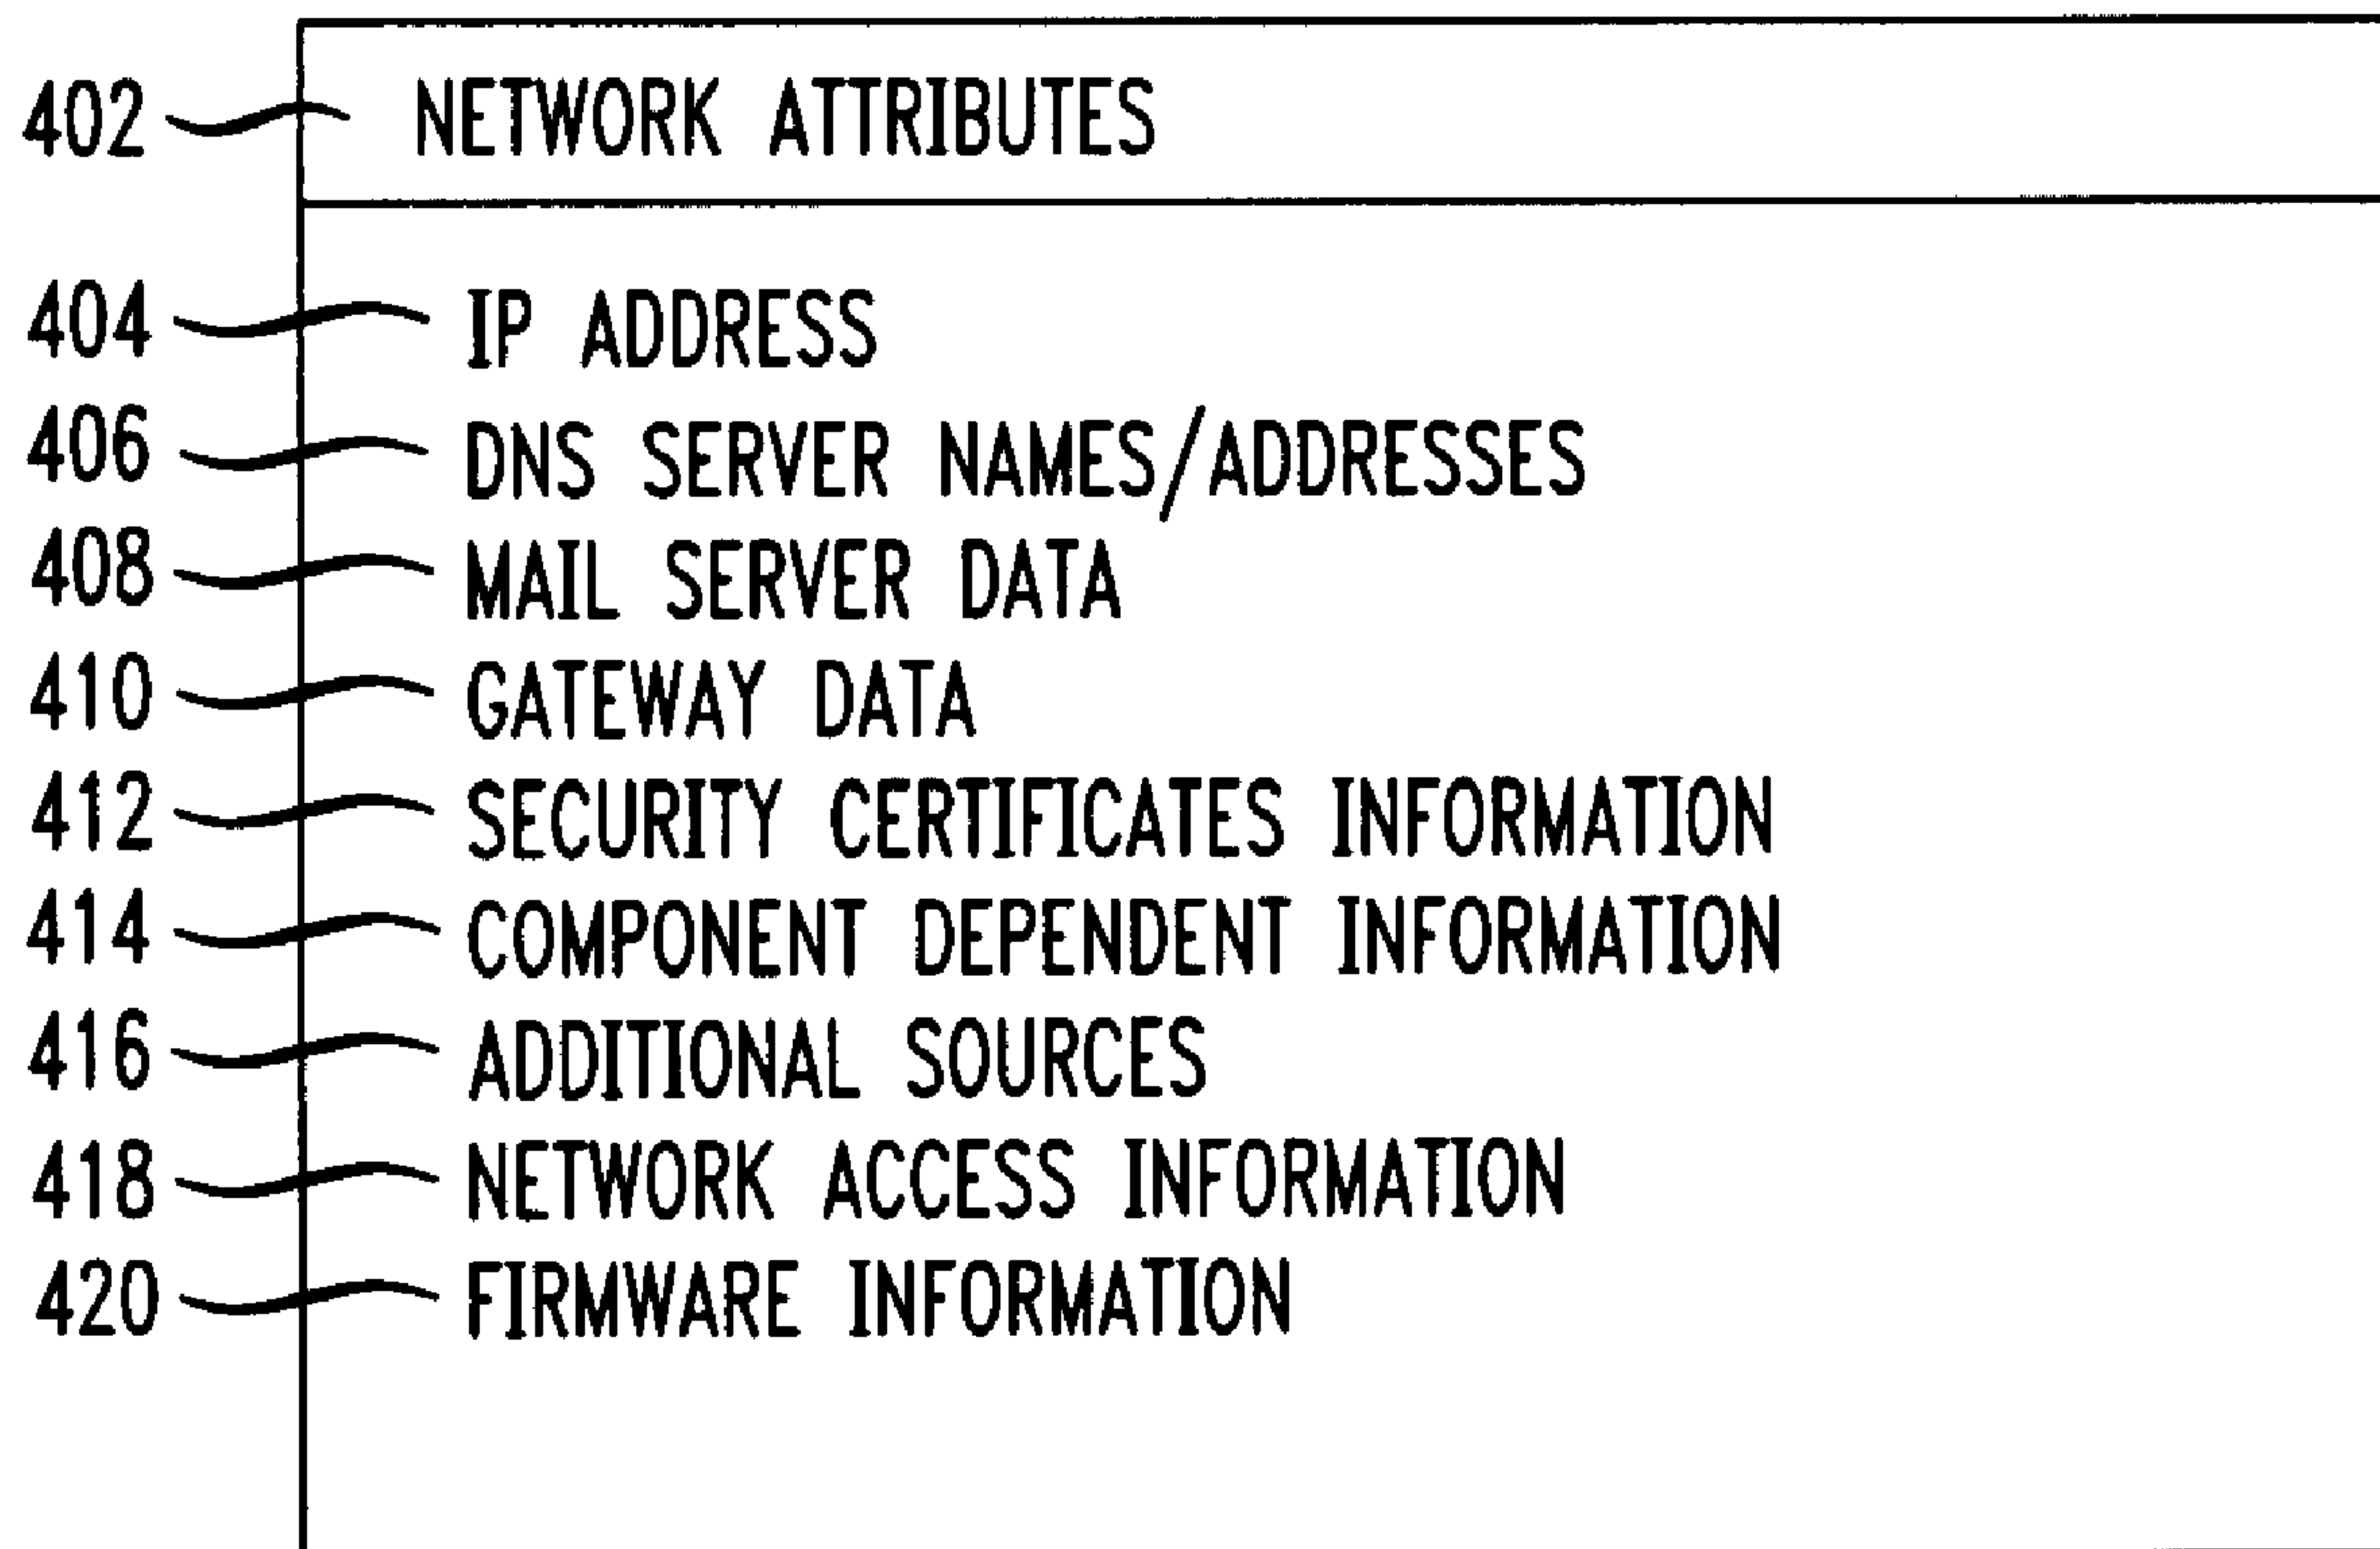 402 NETWORK ATTRIBUTES
404 IP ADDRESS
406 DNS SERVER NAMES/ADDRESSES
408 MAIL SERVER DATA
410 GATEWAY DATA
412 SECURITY CERTIFICATES INFORMATION
414 COMPONENT DEPENDENT INFORMATION
416 ADDITIONAL SOURCES
418 NETWORK ACCESS INFORMATION
420 FIRMWARE INFORMATION